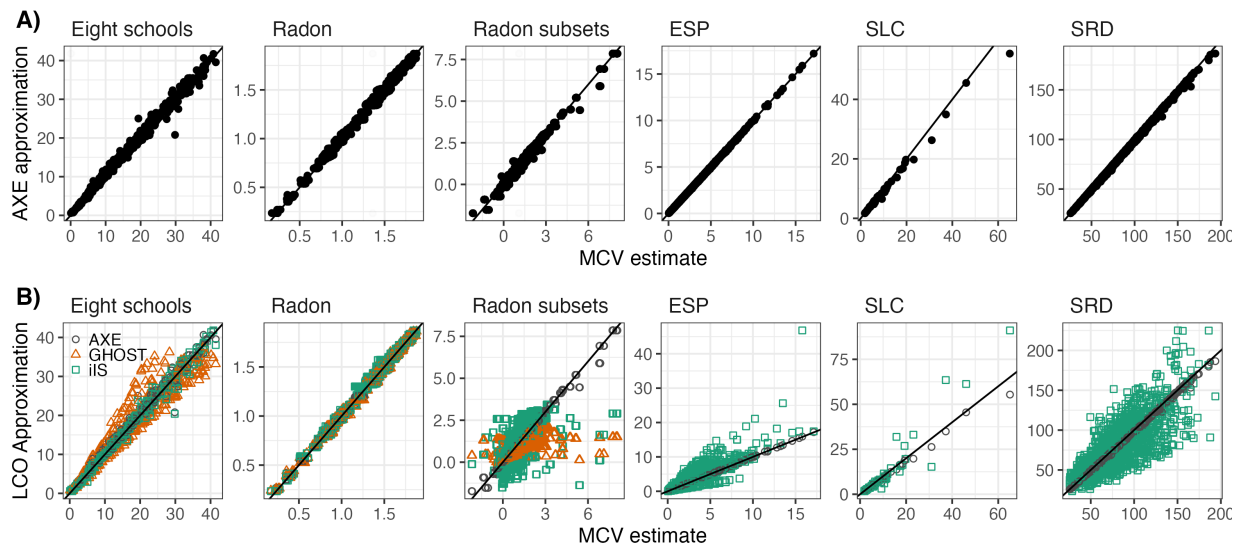 A)
Eight schools Radon Radon subsets ESP SLC SRD
AXE approximation
40
30
20
10
0
0 10 20 30 40
1.5
1.0
0.5
0.5 1.0 1.5
7.5
5.0
2.5
0.0
0 3 6
15
10
5
0
0 5 10 15
40
20
0
0 20 40 60
150
100
50
50 100 150 200
MCV estimate
B)
Eight schools Radon Radon subsets ESP SLC SRD
LCO Approximation
AXE
GHOST
iIS
40
30
20
10
0
0 10 20 30 40
1.5
1.0
0.5
0.5 1.0 1.5
7.5
5.0
2.5
0.0
0 3 6
40
30
20
10
0
0 5 10 15
75
50
25
0
0 20 40 60
200
150
100
50
50 100 150 200
MCV estimate